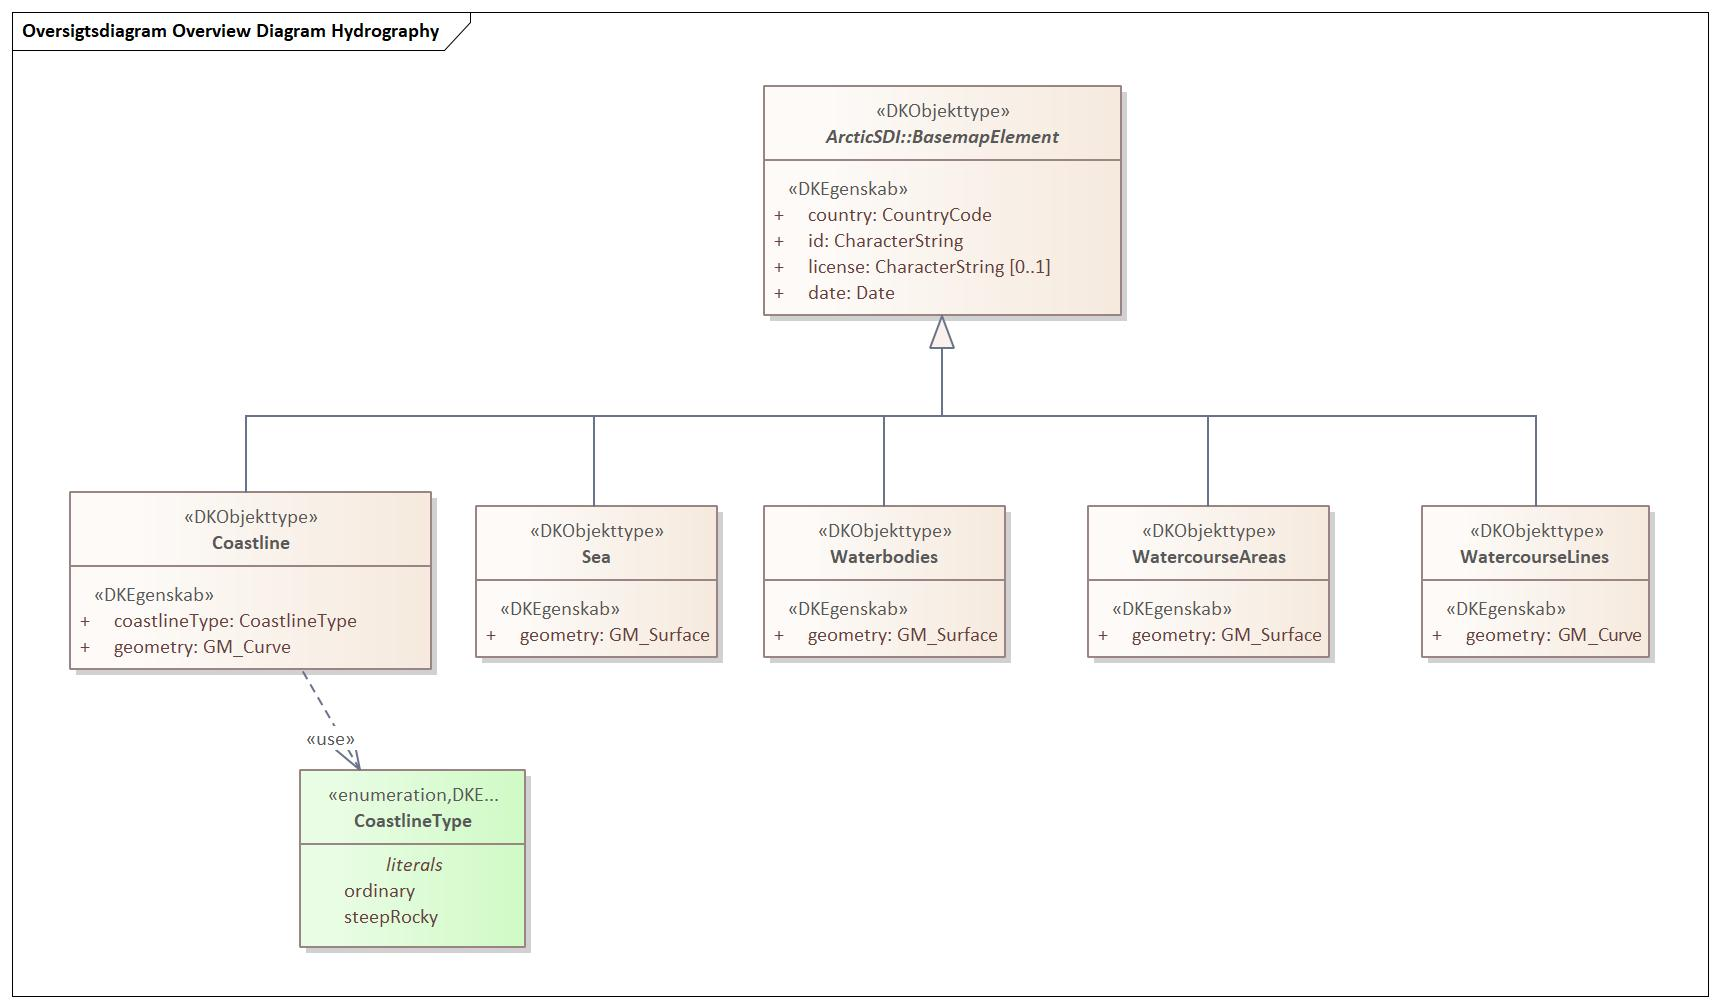 Oversigtsdiagram Overview Diagram Hydrography
«DKObjekttype»
ArcticSDI::BasemapElement
«DKEgenskab»
+ country: CountryCode
+ id: CharacterString
+ license: CharacterString [0..1]
+ date: Date
«DKObjekttype»
Coastline
«DKEgenskab»
+ coastlineType: CoastlineType
+ geometry: GM_Curve
«DKObjekttype»
Sea
«DKEgenskab»
+ geometry: GM_Surface
«DKObjekttype»
Waterbodies
«DKEgenskab»
+ geometry: GM_Surface
«DKObjekttype»
WatercourseAreas
«DKEgenskab»
+ geometry: GM_Surface
«DKObjekttype»
WatercourseLines
«DKEgenskab»
+ geometry: GM_Curve
«use»
«enumeration,DKE...
CoastlineType
literals
ordinary
steepRocky